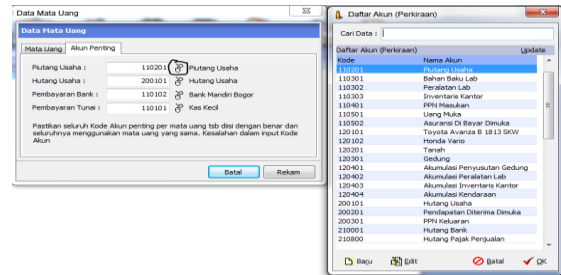 Data Mata Uang
Data Mata Uang
Mata Uang Akun Penting
Piutang Usaha : 110201 Piutang Usaha
Hutang Usaha : 200101 Hutang Usaha
Pembayaran Bank : 110102 Bank Mandiri Bogor
Pembayaran Tunai : 110101 Kas Kecil
Pastikan seluruh Kode Akun penting per mata uang tsb diisi dengan benar dan
seluruhnya menggunakan mata uang yang sama. Kesalahan dalam input Kode
Akun
Batal Rekam
Daftar Akun (Perkiraan)
Cari Data :
Daftar Akun (Perkiraan) Update
Kode Nama Akun
110201 Piutang Usaha
110301 Bahan Baku Lab
110302 Peralatan Lab
110303 Inventaris Kantor
110401 PPN Masukan
110501 Uang Muka
110502 Asuransi Di Bayar Dimuka
120101 Toyota Avanza B 1813 SKW
120102 Honda Vario
120201 Tanah
120301 Gedung
120401 Akumulasi Penyusutan Gedung
120402 Akumulasi Peralatan Lab
120403 Akumulasi Inventaris Kantor
120404 Akumulasi Kendaraan
200101 Hutang Usaha
200201 Pendapatan Diterima Dimuka
200301 PPN Keluaran
210001 Hutang Bank
210800 Hutang Pajak Penjualan
Baru Edit Batal OK